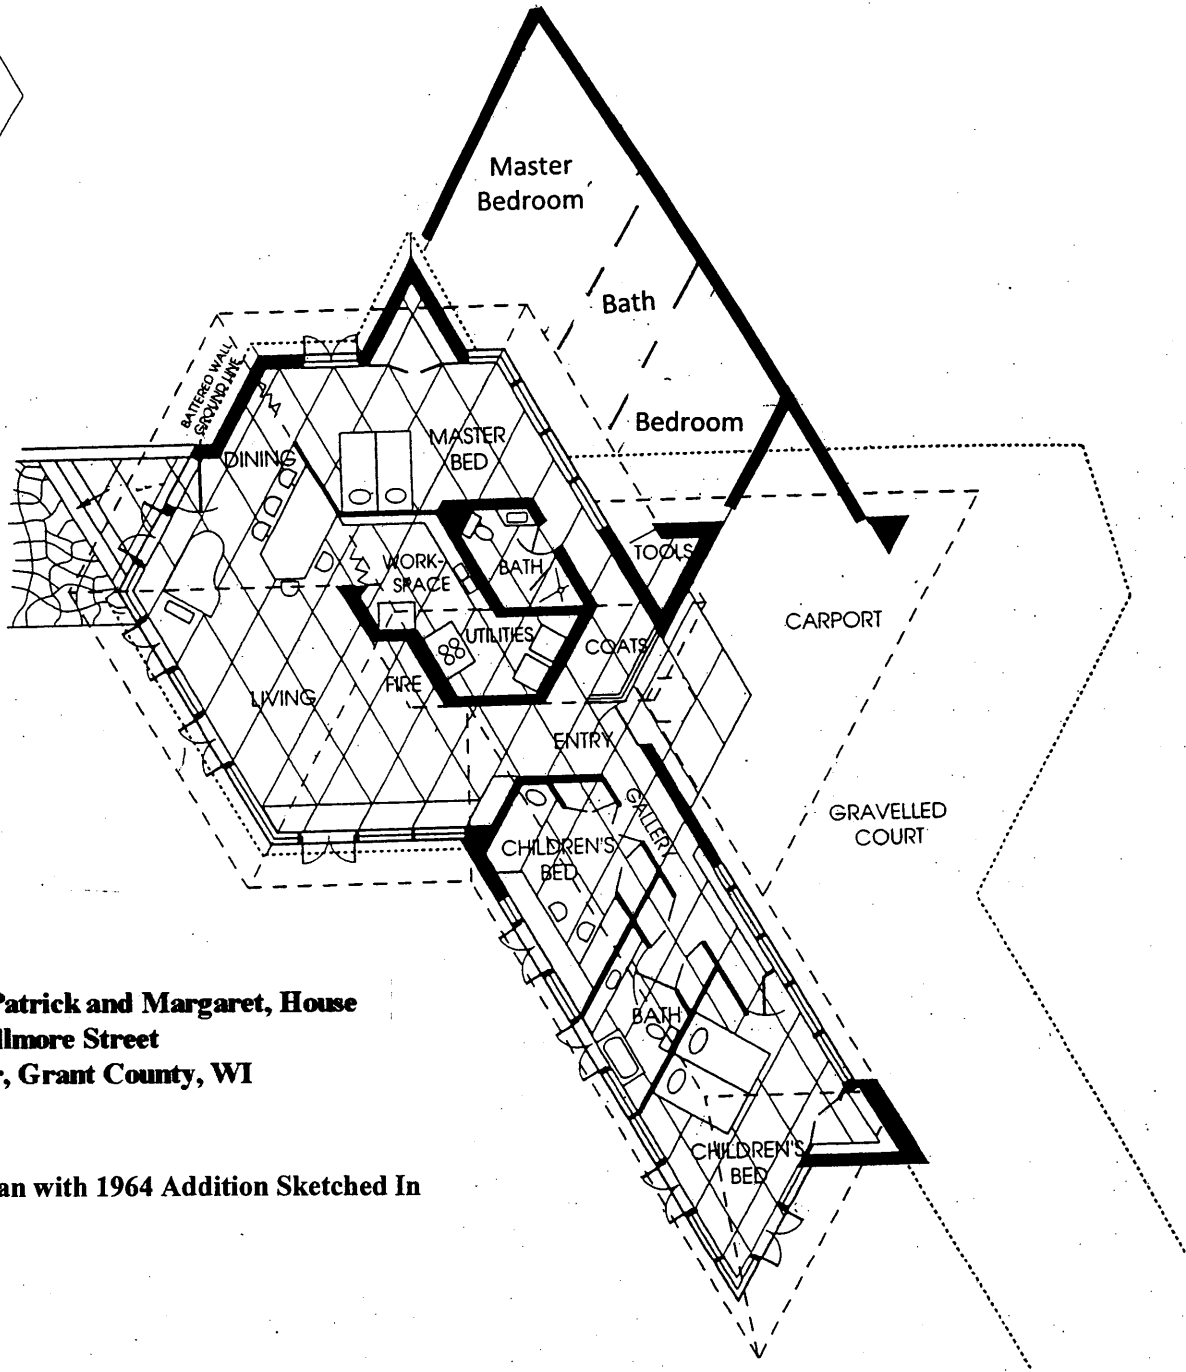 Master
Bedroom
Bath
Bedroom
BATTERED WALL/
GROUND LINE
DINING
MASTER
BED
TOOLS
WORK-
SPACE
BATH
UTILITIES
COATS
CARPORT
FIRE
LIVING
ENTRY
GALLERY
GRAVELLED
COURT
CHILDREN'S
BED
BATH
CHILDREN'S
BED
Patrick and Margaret, House
llmore Street
r, Grant County, WI
an with 1964 Addition Sketched In